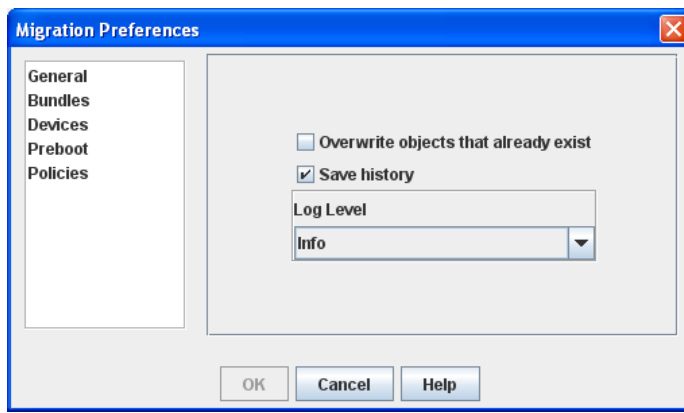 Migration Preferences
General
Bundles
Devices
Preboot
Policies
Overwrite objects that already exist
Save history
Log Level
Info
OK
Cancel
Help